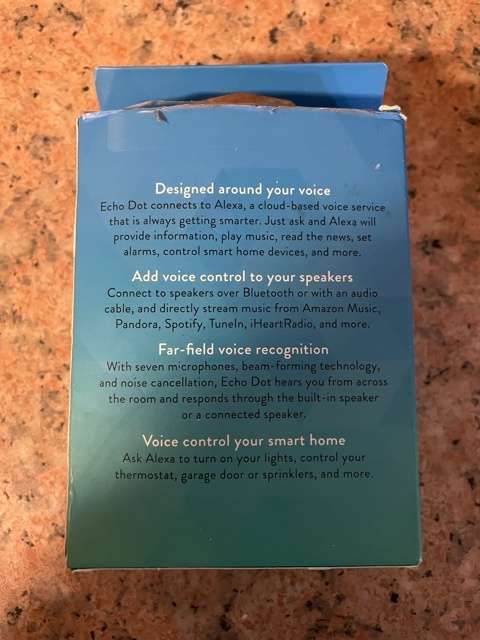 Designed around your voice
Echo Dot connects to Alexa, a cloud-based voice service
that is always getting smarter. Just ask and Alexa will
provide information, play music, read the news, set
alarms, control smart home devices, and more.
Add voice control to your speakers
Connect to speakers over Bluetooth or with an audio
cable, and directly stream music from Amazon Music,
Pandora, Spotify, TuneIn, iHeartRadio, and more.
Far-field voice recognition
With seven microphones, beam-forming technology,
and noise cancellation, Echo Dot hears you from across
the room and responds through the built-in speaker
or a connected speaker.
Voice control your smart home
Ask Alexa to turn on your lights, control your
thermostat, garage door or sprinklers, and more.